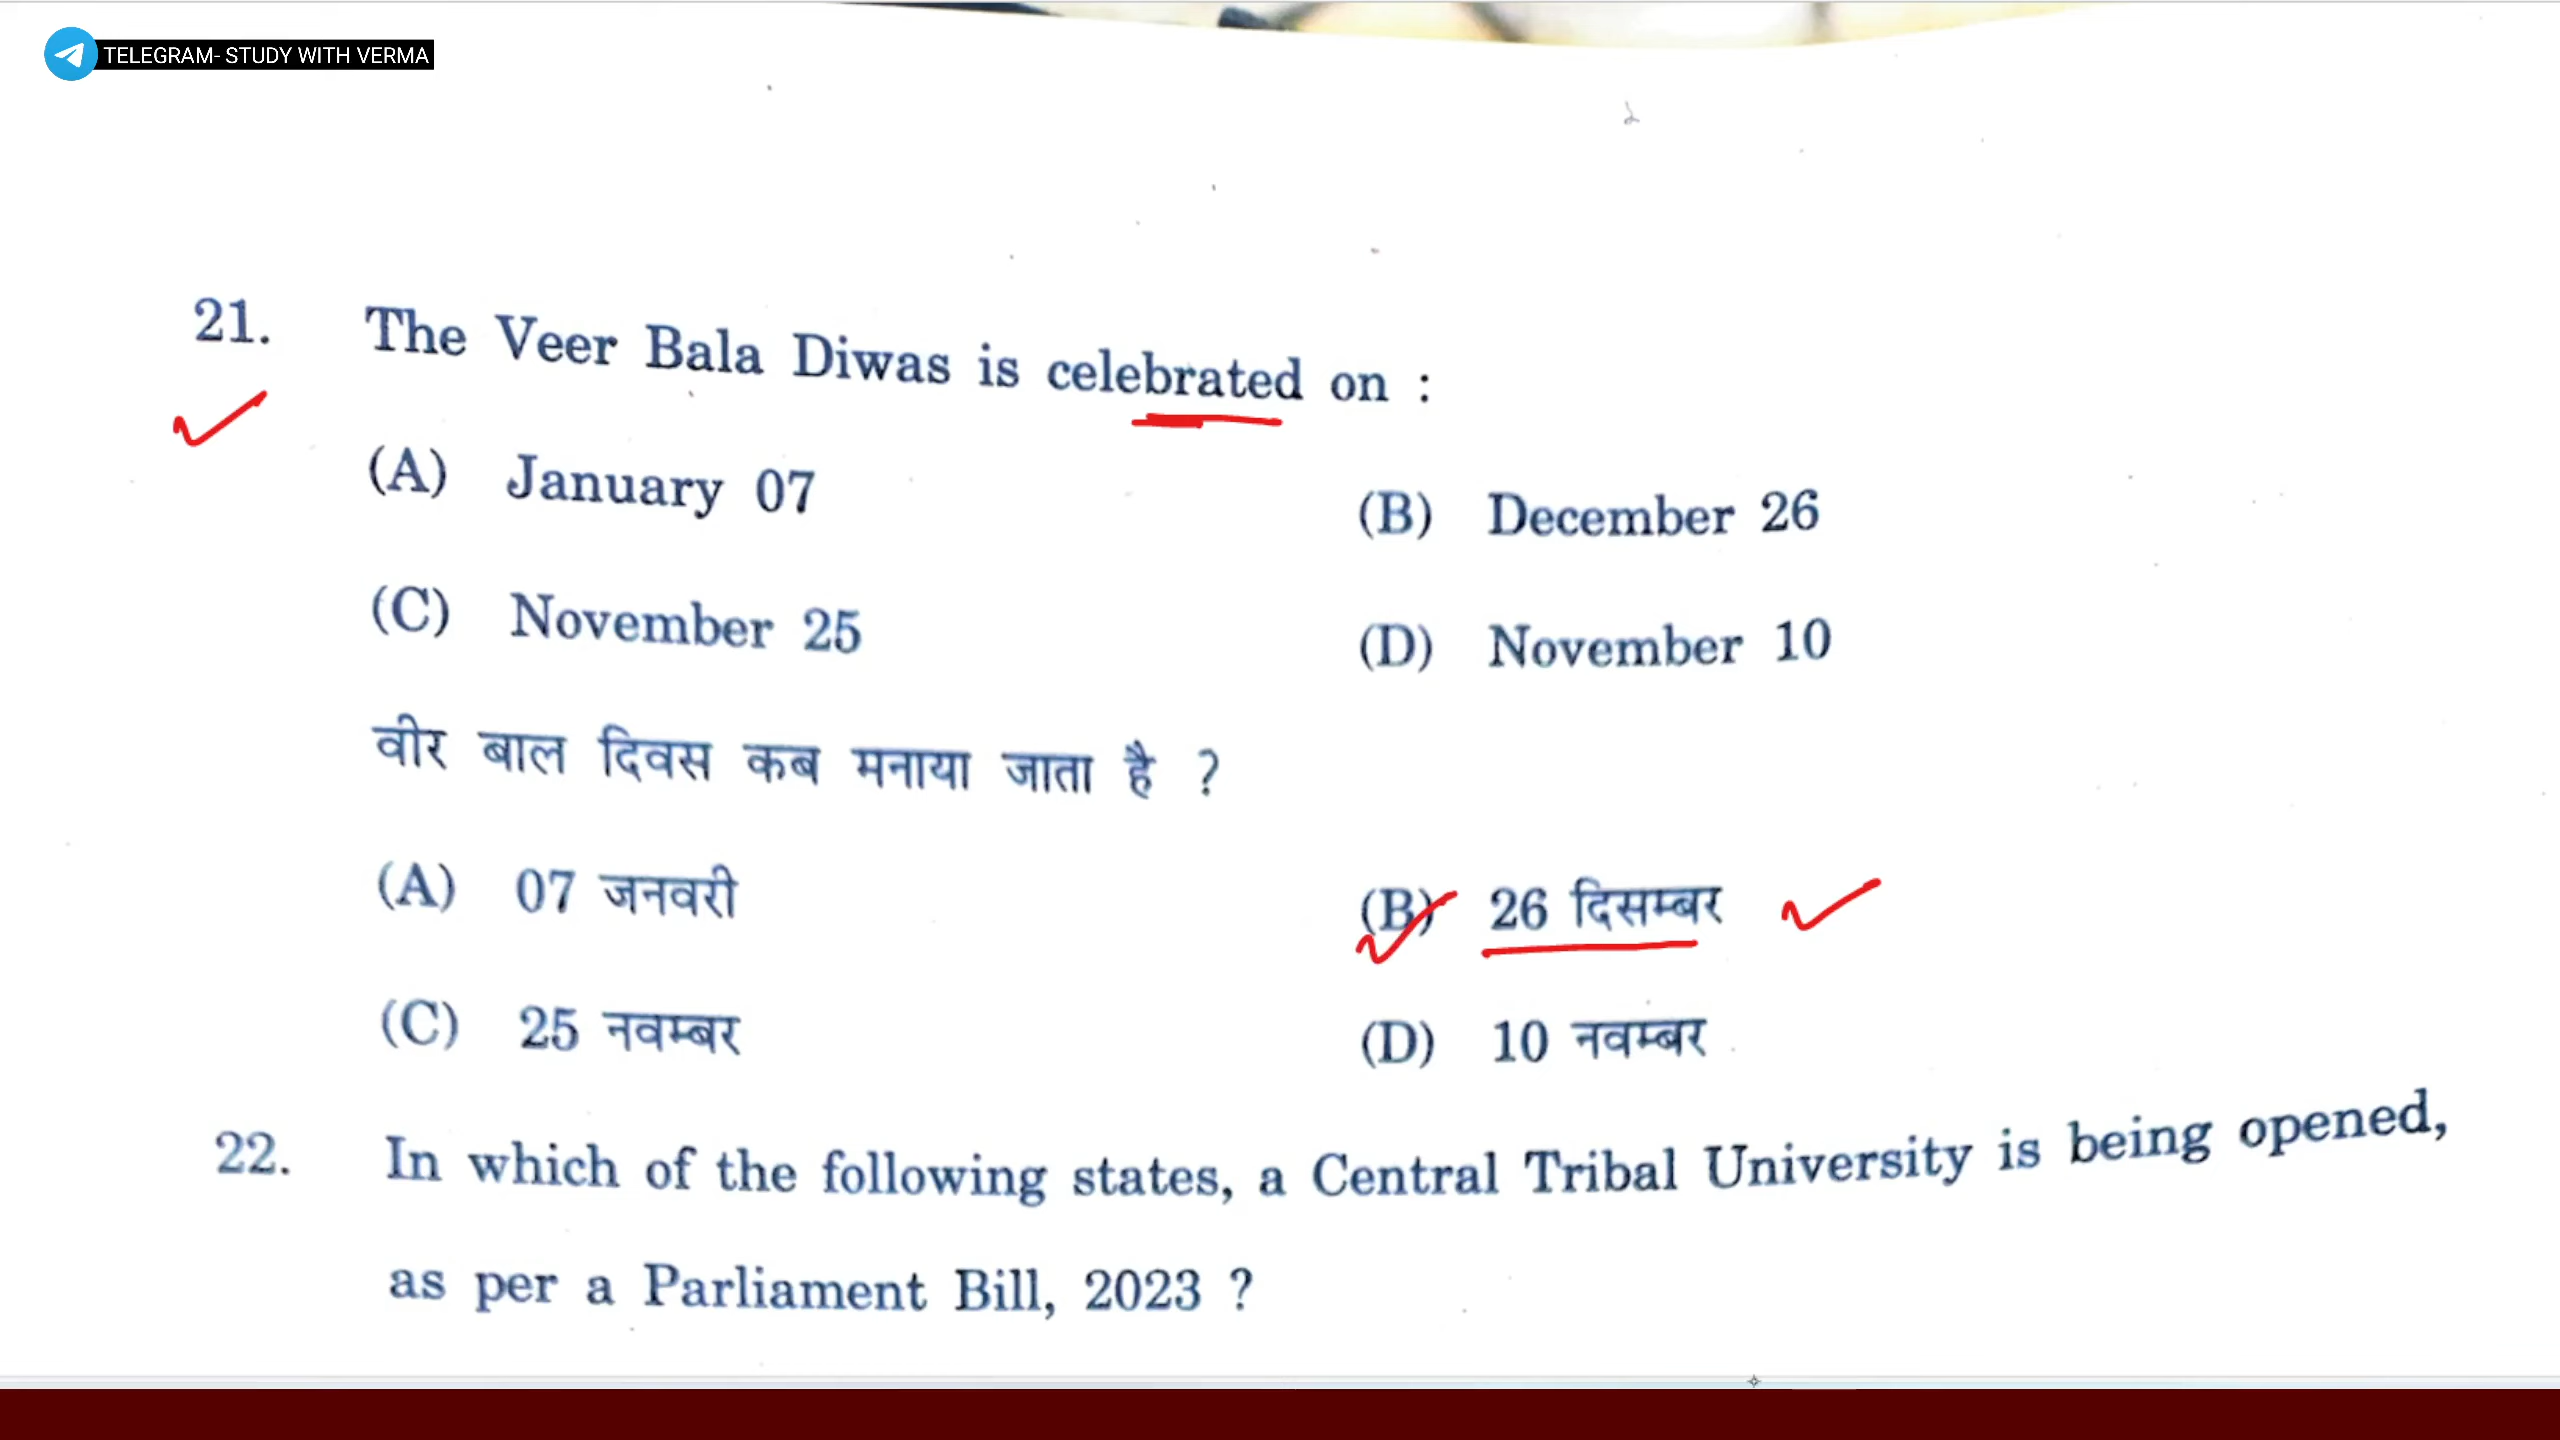 TELEGRAM- STUDY WITH VERMA
21. The Veer Bala Diwas is celebrated on :
(A) January 07 (B) December 26
(C) November 25 (D) November 10
वीर बाल दिवस कब मनाया जाता है ?
(A) 07 जनवरी (B) 26 दिसम्बर
(C) 25 नवम्बर (D) 10 नवम्बर
22. In which of the following states, a Central Tribal University is being opened,
as per a Parliament Bill, 2023 ?